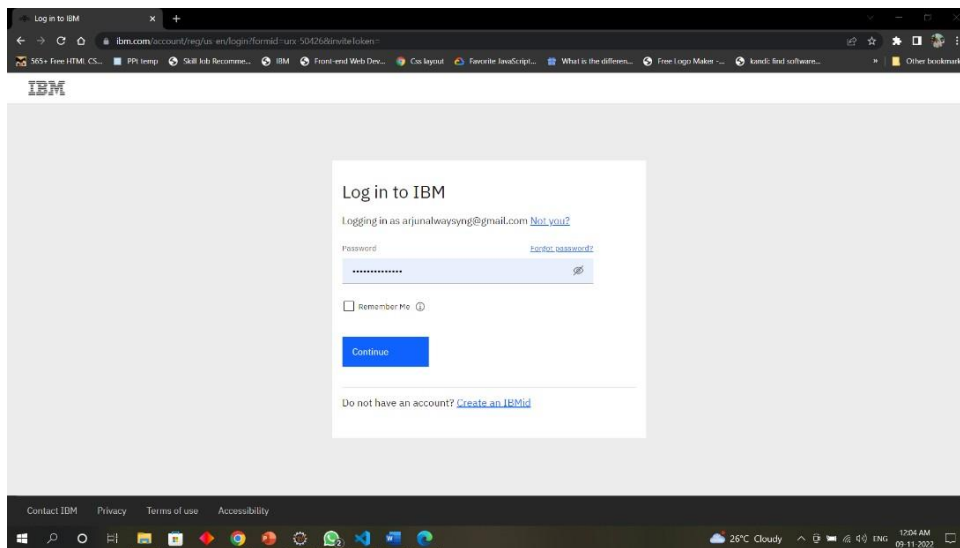 Log in to IBM
ibm.com/account/reg/us-en/login?formid=urx-50426&inviteToken=
565+ Free HTML CS... PPt temp Skill Job Recomme... IBM Front-end Web Dev... Css layout Favorite JavaScript... What is the differen... Free Logo Maker -... kandi: find software... » Other bookmark
IBM
Log in to IBM
Logging in as arjunalwaysyng@gmail.com Not you?
Password Forgot password?
Remember Me
Continue
Do not have an account? Create an IBMid
Contact IBM Privacy Terms of use Accessibility
26°C Cloudy ENG 12:04 AM
09-11-2022